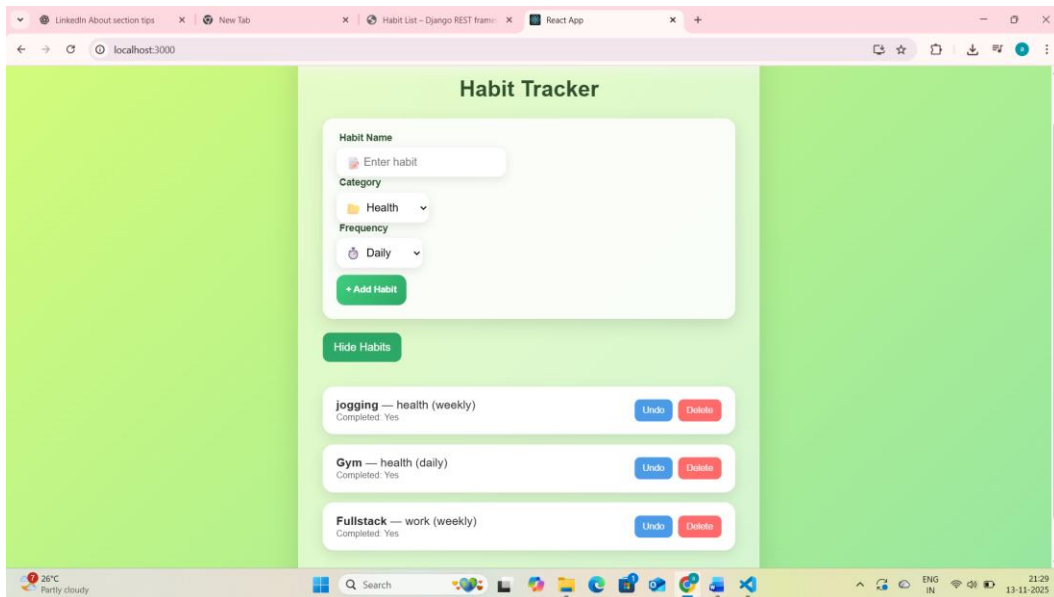 LinkedIn About section tips
New Tab
Habit List – Django REST framew
React App
localhost:3000
Habit Tracker
Habit Name
Enter habit
Category
Health
Frequency
Daily
+ Add Habit
Hide Habits
jogging — health (weekly)
Completed: Yes
Undo
Delete
Gym — health (daily)
Completed: Yes
Undo
Delete
Fullstack — work (weekly)
Completed: Yes
Undo
Delete
7
26°C
Partly cloudy
Search
ENG
IN
21:29
13-11-2025